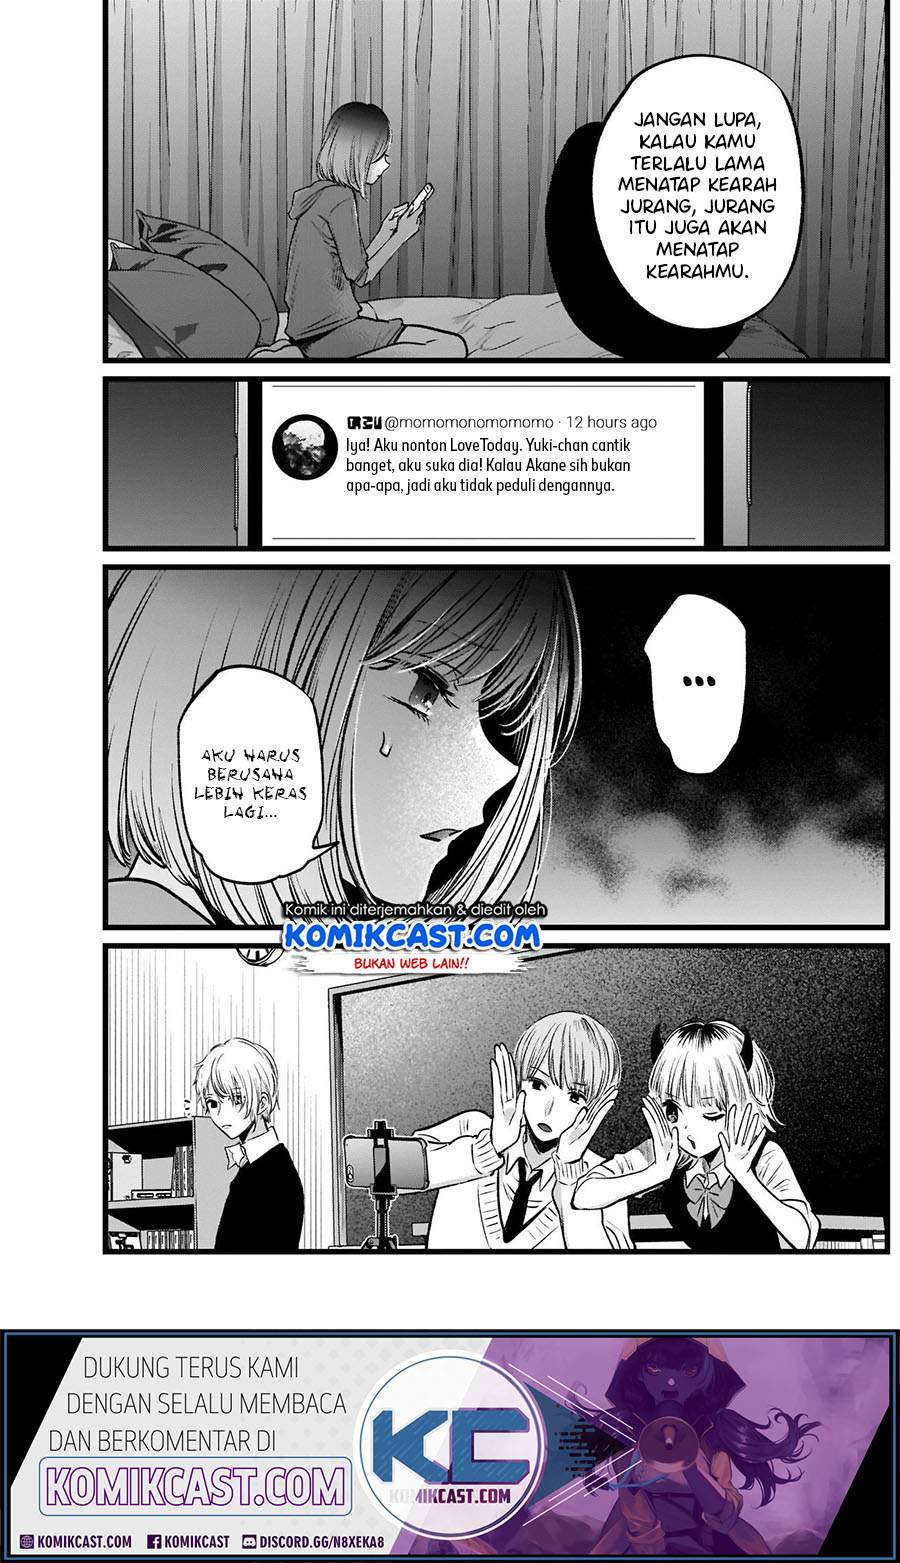 JANGAN LUPA,
KALAU KAMU
TERLALU LAMA
MENATAP KEARAH
JURANG, JURANG
ITU JUGA AKAN
MENATAP
KEARAHMU.
@momomonomomomo · 12 hours ago
Iya! Aku nonton LoveToday. Yuki-chan cantik
banget, aku suka dia! Kalau Akane sih bukan
apa-apa, jadi aku tidak peduli dengannya.
...
AKU HARUS
BERUSAHA
LEBIH KERAS
LAGI...
Komik ini diterjemahkan & diedit oleh
KOMIKCAST.COM
BUKAN WEB LAIN!!
DUKUNG TERUS KAMI
DENGAN SELALU MEMBACA
DAN BERKOMENTAR DI
KOMIKCAST.COM
KC
KOMIKCAST.COM
KOMIKCAST.COM KOMIKCAST DISCORD.GG/N8XEKA8